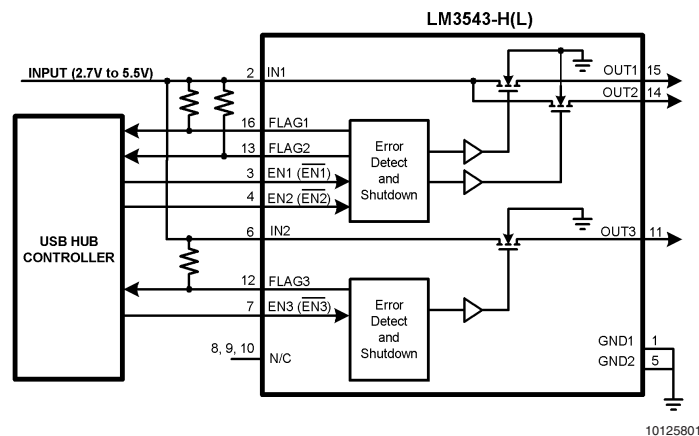 LM3543-H(L)
INPUT (2.7V to 5.5V)
2 IN1
OUT1 15
OUT2 14
16 FLAG1
13 FLAG2
3 EN1 (EN1)
4 EN2 (EN2)
Error
Detect
and
Shutdown
USB HUB
CONTROLLER
6 IN2
OUT3 11
12 FLAG3
7 EN3 (EN3)
Error
Detect
and
Shutdown
8, 9, 10 N/C
GND1 1
GND2 5
10125801